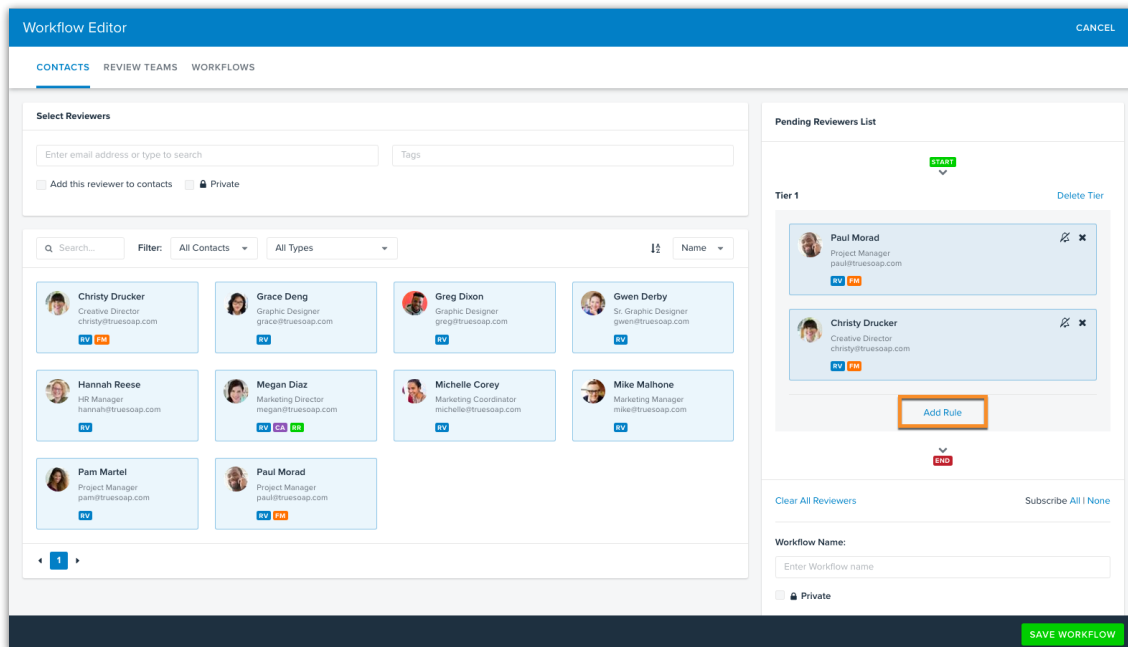 Workflow Editor
CANCEL
CONTACTS REVIEW TEAMS WORKFLOWS
Select Reviewers
Enter email address or type to search
Tags
Add this reviewer to contacts
Private
Search...
Filter:
All Contacts
All Types
Name
Christy Drucker
Creative Director
christy@truesoap.com
RV FM
Grace Deng
Graphic Designer
grace@truesoap.com
RV
Greg Dixon
Graphic Designer
greg@truesoap.com
RV
Gwen Derby
Sr. Graphic Designer
gwen@truesoap.com
RV
Hannah Reese
HR Manager
hannah@truesoap.com
RV
Megan Diaz
Marketing Director
megan@truesoap.com
RV CA RR
Michelle Corey
Marketing Coordinator
michelle@truesoap.com
RV
Mike Malhone
Marketing Manager
mike@truesoap.com
RV
Pam Martel
Project Manager
pam@truesoap.com
RV
Paul Morad
Project Manager
paul@truesoap.com
RV FM
1
Pending Reviewers List
START
Tier 1
Delete Tier
Paul Morad
Project Manager
paul@truesoap.com
RV FM
Christy Drucker
Creative Director
christy@truesoap.com
RV FM
Add Rule
END
Clear All Reviewers
Subscribe All | None
Workflow Name:
Enter Workflow name
Private
SAVE WORKFLOW